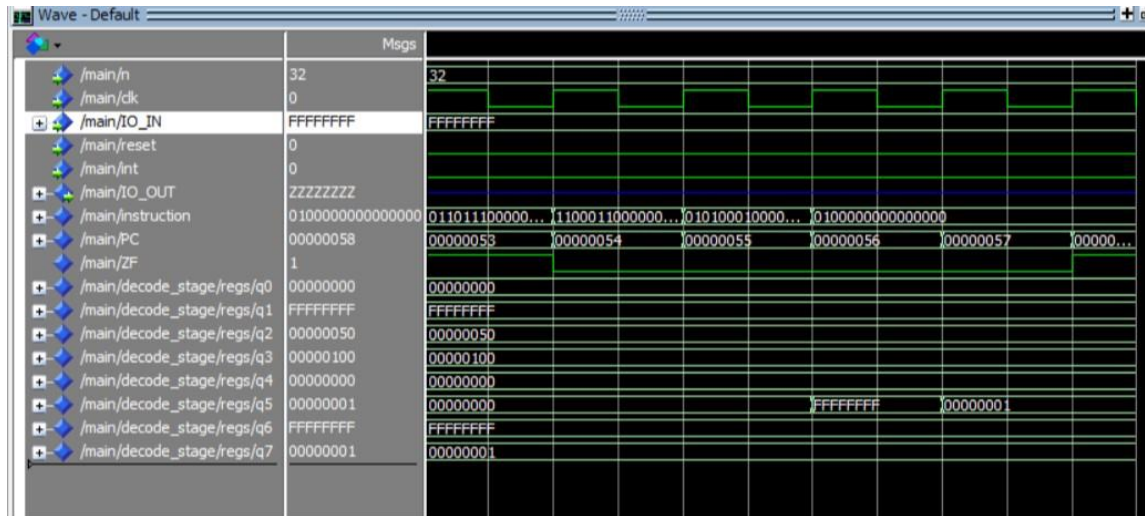 Wave - Default
Msgs
/main/n 32 32
/main/clk 0
/main/IO_IN FFFFFFFF FFFFFFFF
/main/reset 0
/main/int 0
/main/IO_OUT ZZZZZZZZ
/main/instruction 0100000000000000 011011100000... 1100011000000... 010100010000... 0100000000000000
/main/PC 00000058 00000053 00000054 00000055 00000056 00000057 00000...
/main/ZF 1
/main/decode_stage/regs/q0 00000000 00000000
/main/decode_stage/regs/q1 FFFFFFFF FFFFFFFF
/main/decode_stage/regs/q2 00000050 00000050
/main/decode_stage/regs/q3 00000100 00000100
/main/decode_stage/regs/q4 00000000 00000000
/main/decode_stage/regs/q5 00000001 00000000 FFFFFFFF 00000001
/main/decode_stage/regs/q6 FFFFFFFF FFFFFFFF
/main/decode_stage/regs/q7 00000001 00000001